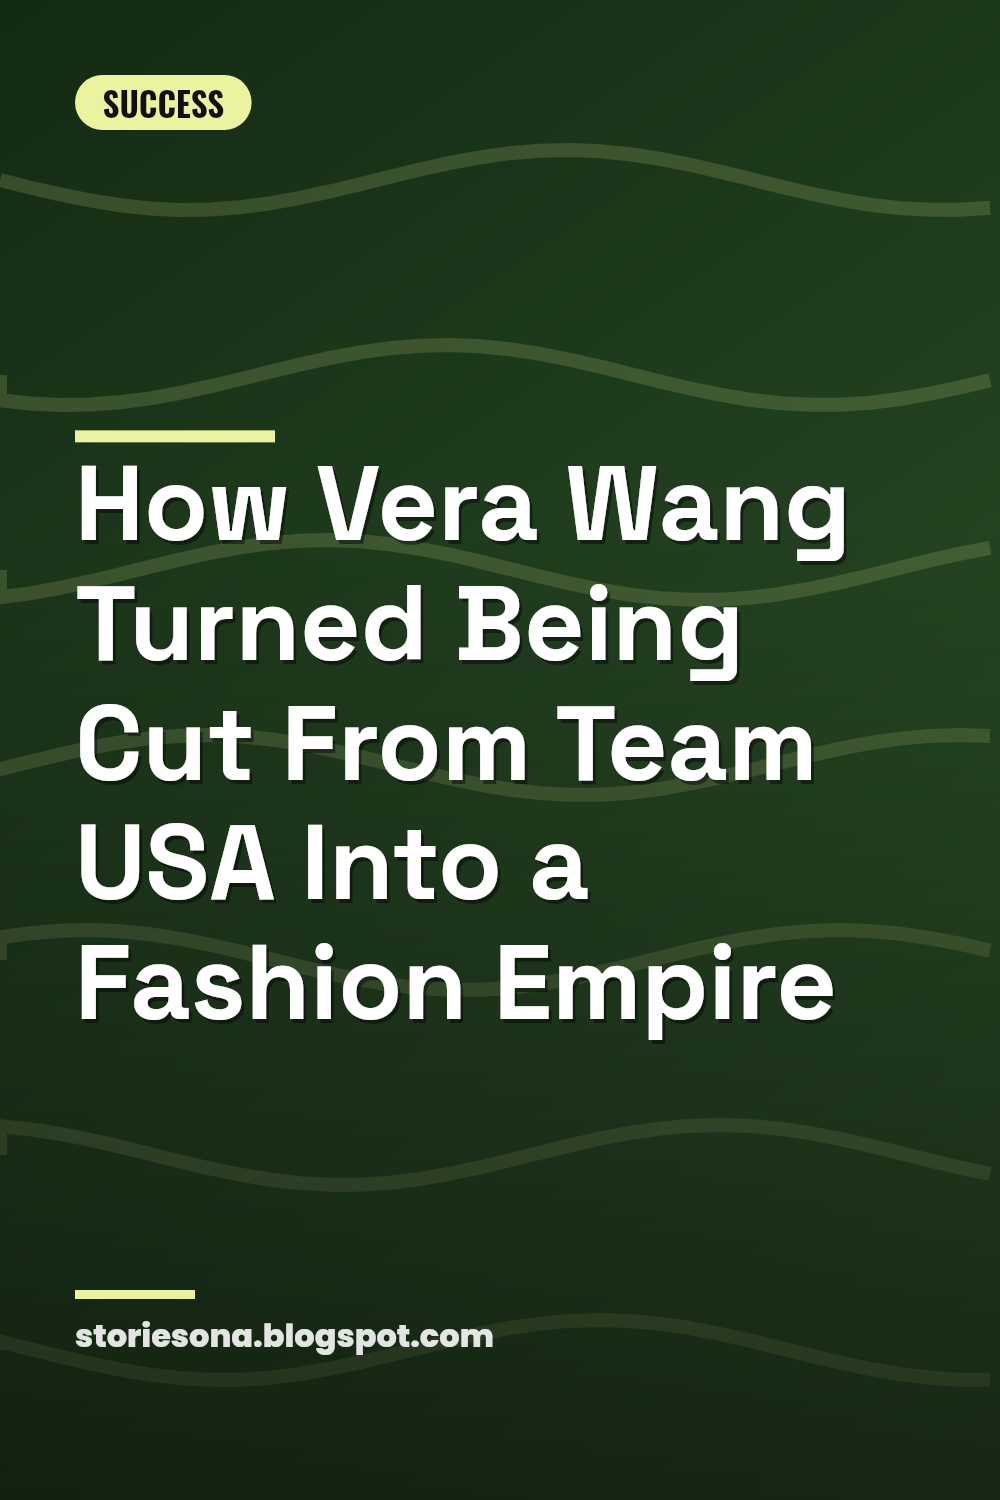 SUCCESS
How Vera Wang
Turned Being
Cut From Team
USA Into a
Fashion Empire
storiesona.blogspot.com